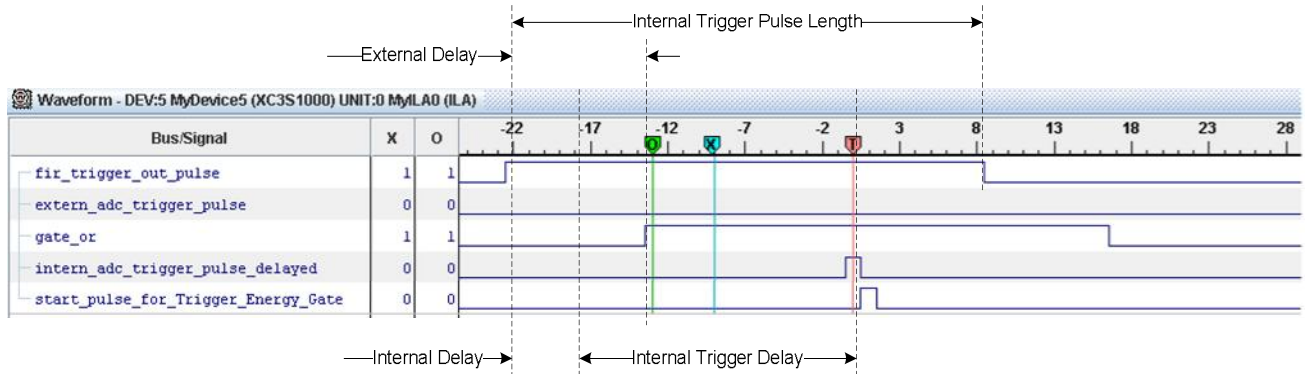 Internal Trigger Pulse Length
External Delay
Waveform - DEV:5 MyDevice5 (XC3S1000) UNIT:0 MyILA0 (ILA)
Bus/Signal X O -22 -17 -12 -7 -2 3 8 13 18 23 28
O X T
fir_trigger_out_pulse 1 1
extern_adc_trigger_pulse 0 0
gate_or 1 1
intern_adc_trigger_pulse_delayed 0 0
start_pulse_for_Trigger_Energy_Gate 0 0
Internal Delay Internal Trigger Delay